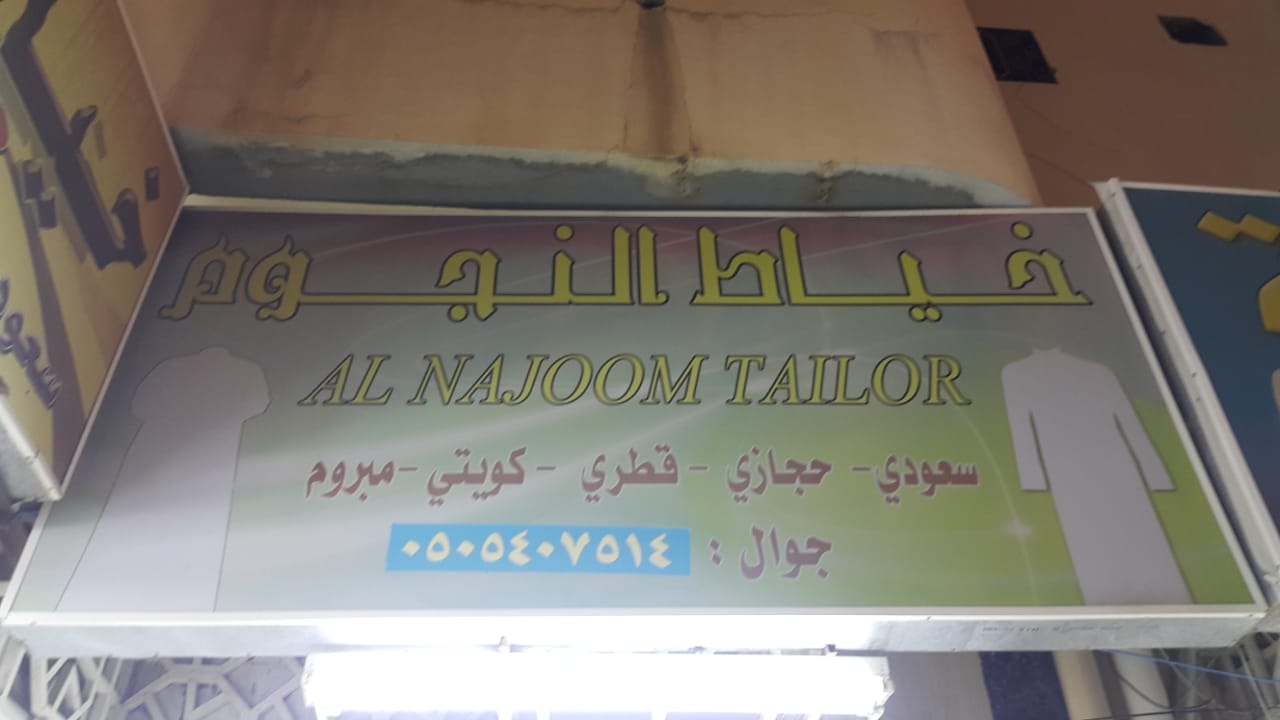 خياط النجوم
AL NAJOOM TAILOR
سعودي - حجازي - قطري - كويتي - مبروم
جوال : ٠٥٠٥٤٠٧٥١٤